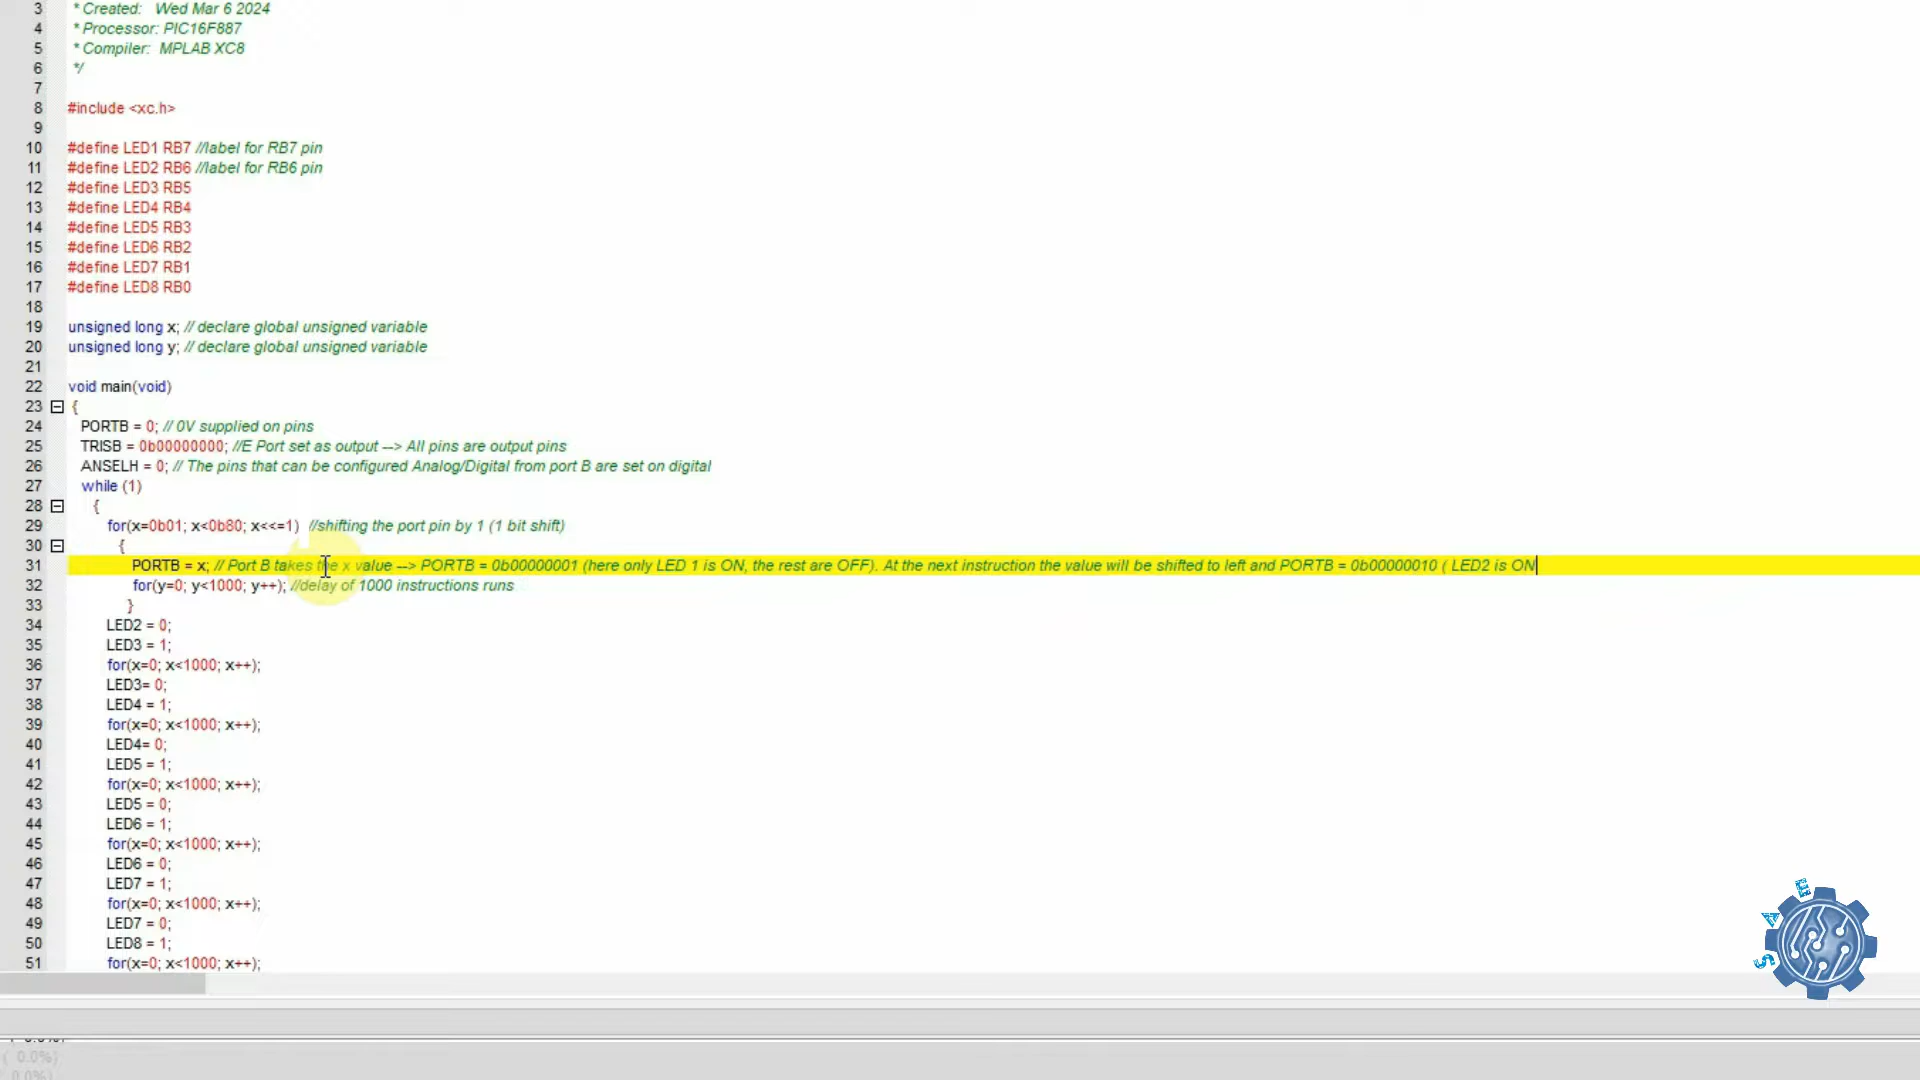 3 * Created: Wed Mar 6 2024
4 * Processor: PIC16F887
5 * Compiler: MPLAB XC8
6 */
7
8 #include <xc.h>
9
10 #define LED1 RB7 //label for RB7 pin
11 #define LED2 RB6 //label for RB6 pin
12 #define LED3 RB5
13 #define LED4 RB4
14 #define LED5 RB3
15 #define LED6 RB2
16 #define LED7 RB1
17 #define LED8 RB0
18
19 unsigned long x; // declare global unsigned variable
20 unsigned long y; // declare global unsigned variable
21
22 void main(void)
23 {
24 PORTB = 0; // 0V supplied on pins
25 TRISB = 0b00000000; //E Port set as output --> All pins are output pins
26 ANSELH = 0; // The pins that can be configured Analog/Digital from port B are set on digital
27 while (1)
28 {
29 for(x=0b01; x<0b80; x<<=1) //shifting the port pin by 1 (1 bit shift)
30 {
31 PORTB = x; // Port B takes the x value --> PORTB = 0b00000001 (here only LED 1 is ON, the rest are OFF). At the next instruction the value will be shifted to left and PORTB = 0b00000010 ( LED2 is ON
32 for(y=0; y<1000; y++); //delay of 1000 instructions runs
33 }
34 LED2 = 0;
35 LED3 = 1;
36 for(x=0; x<1000; x++);
37 LED3= 0;
38 LED4 = 1;
39 for(x=0; x<1000; x++);
40 LED4= 0;
41 LED5 = 1;
42 for(x=0; x<1000; x++);
43 LED5 = 0;
44 LED6 = 1;
45 for(x=0; x<1000; x++);
46 LED6 = 0;
47 LED7 = 1;
48 for(x=0; x<1000; x++);
49 LED7 = 0;
50 LED8 = 1;
51 for(x=0; x<1000; x++);
S A E
( 0.0%)